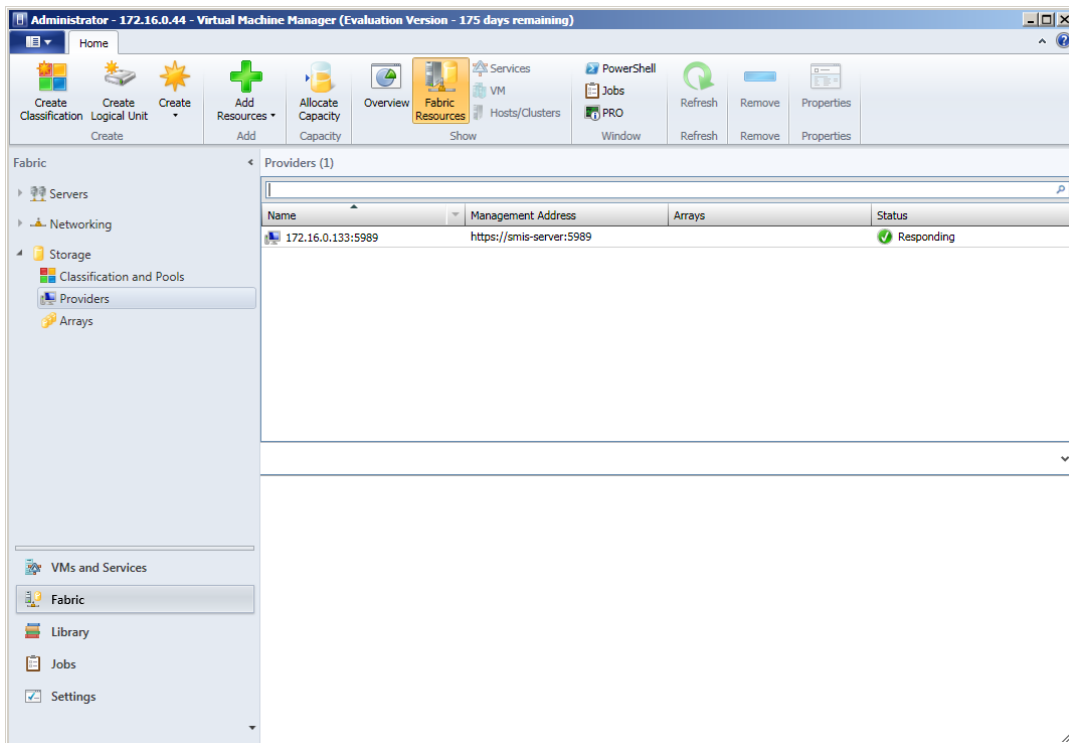 Administrator - 172.16.0.44 - Virtual Machine Manager (Evaluation Version - 175 days remaining)
Home
Create Classification
Create Logical Unit
Create
Create
Add Resources
Add
Allocate Capacity
Capacity
Overview
Fabric Resources
Services
VM
Hosts/Clusters
Show
PowerShell
Jobs
PRO
Window
Refresh
Refresh
Remove
Remove
Properties
Properties
Fabric
Servers
Networking
Storage
Classification and Pools
Providers
Arrays
VMs and Services
Fabric
Library
Jobs
Settings
Providers (1)
Name Management Address Arrays Status
172.16.0.133:5989 https://smis-server:5989 Responding